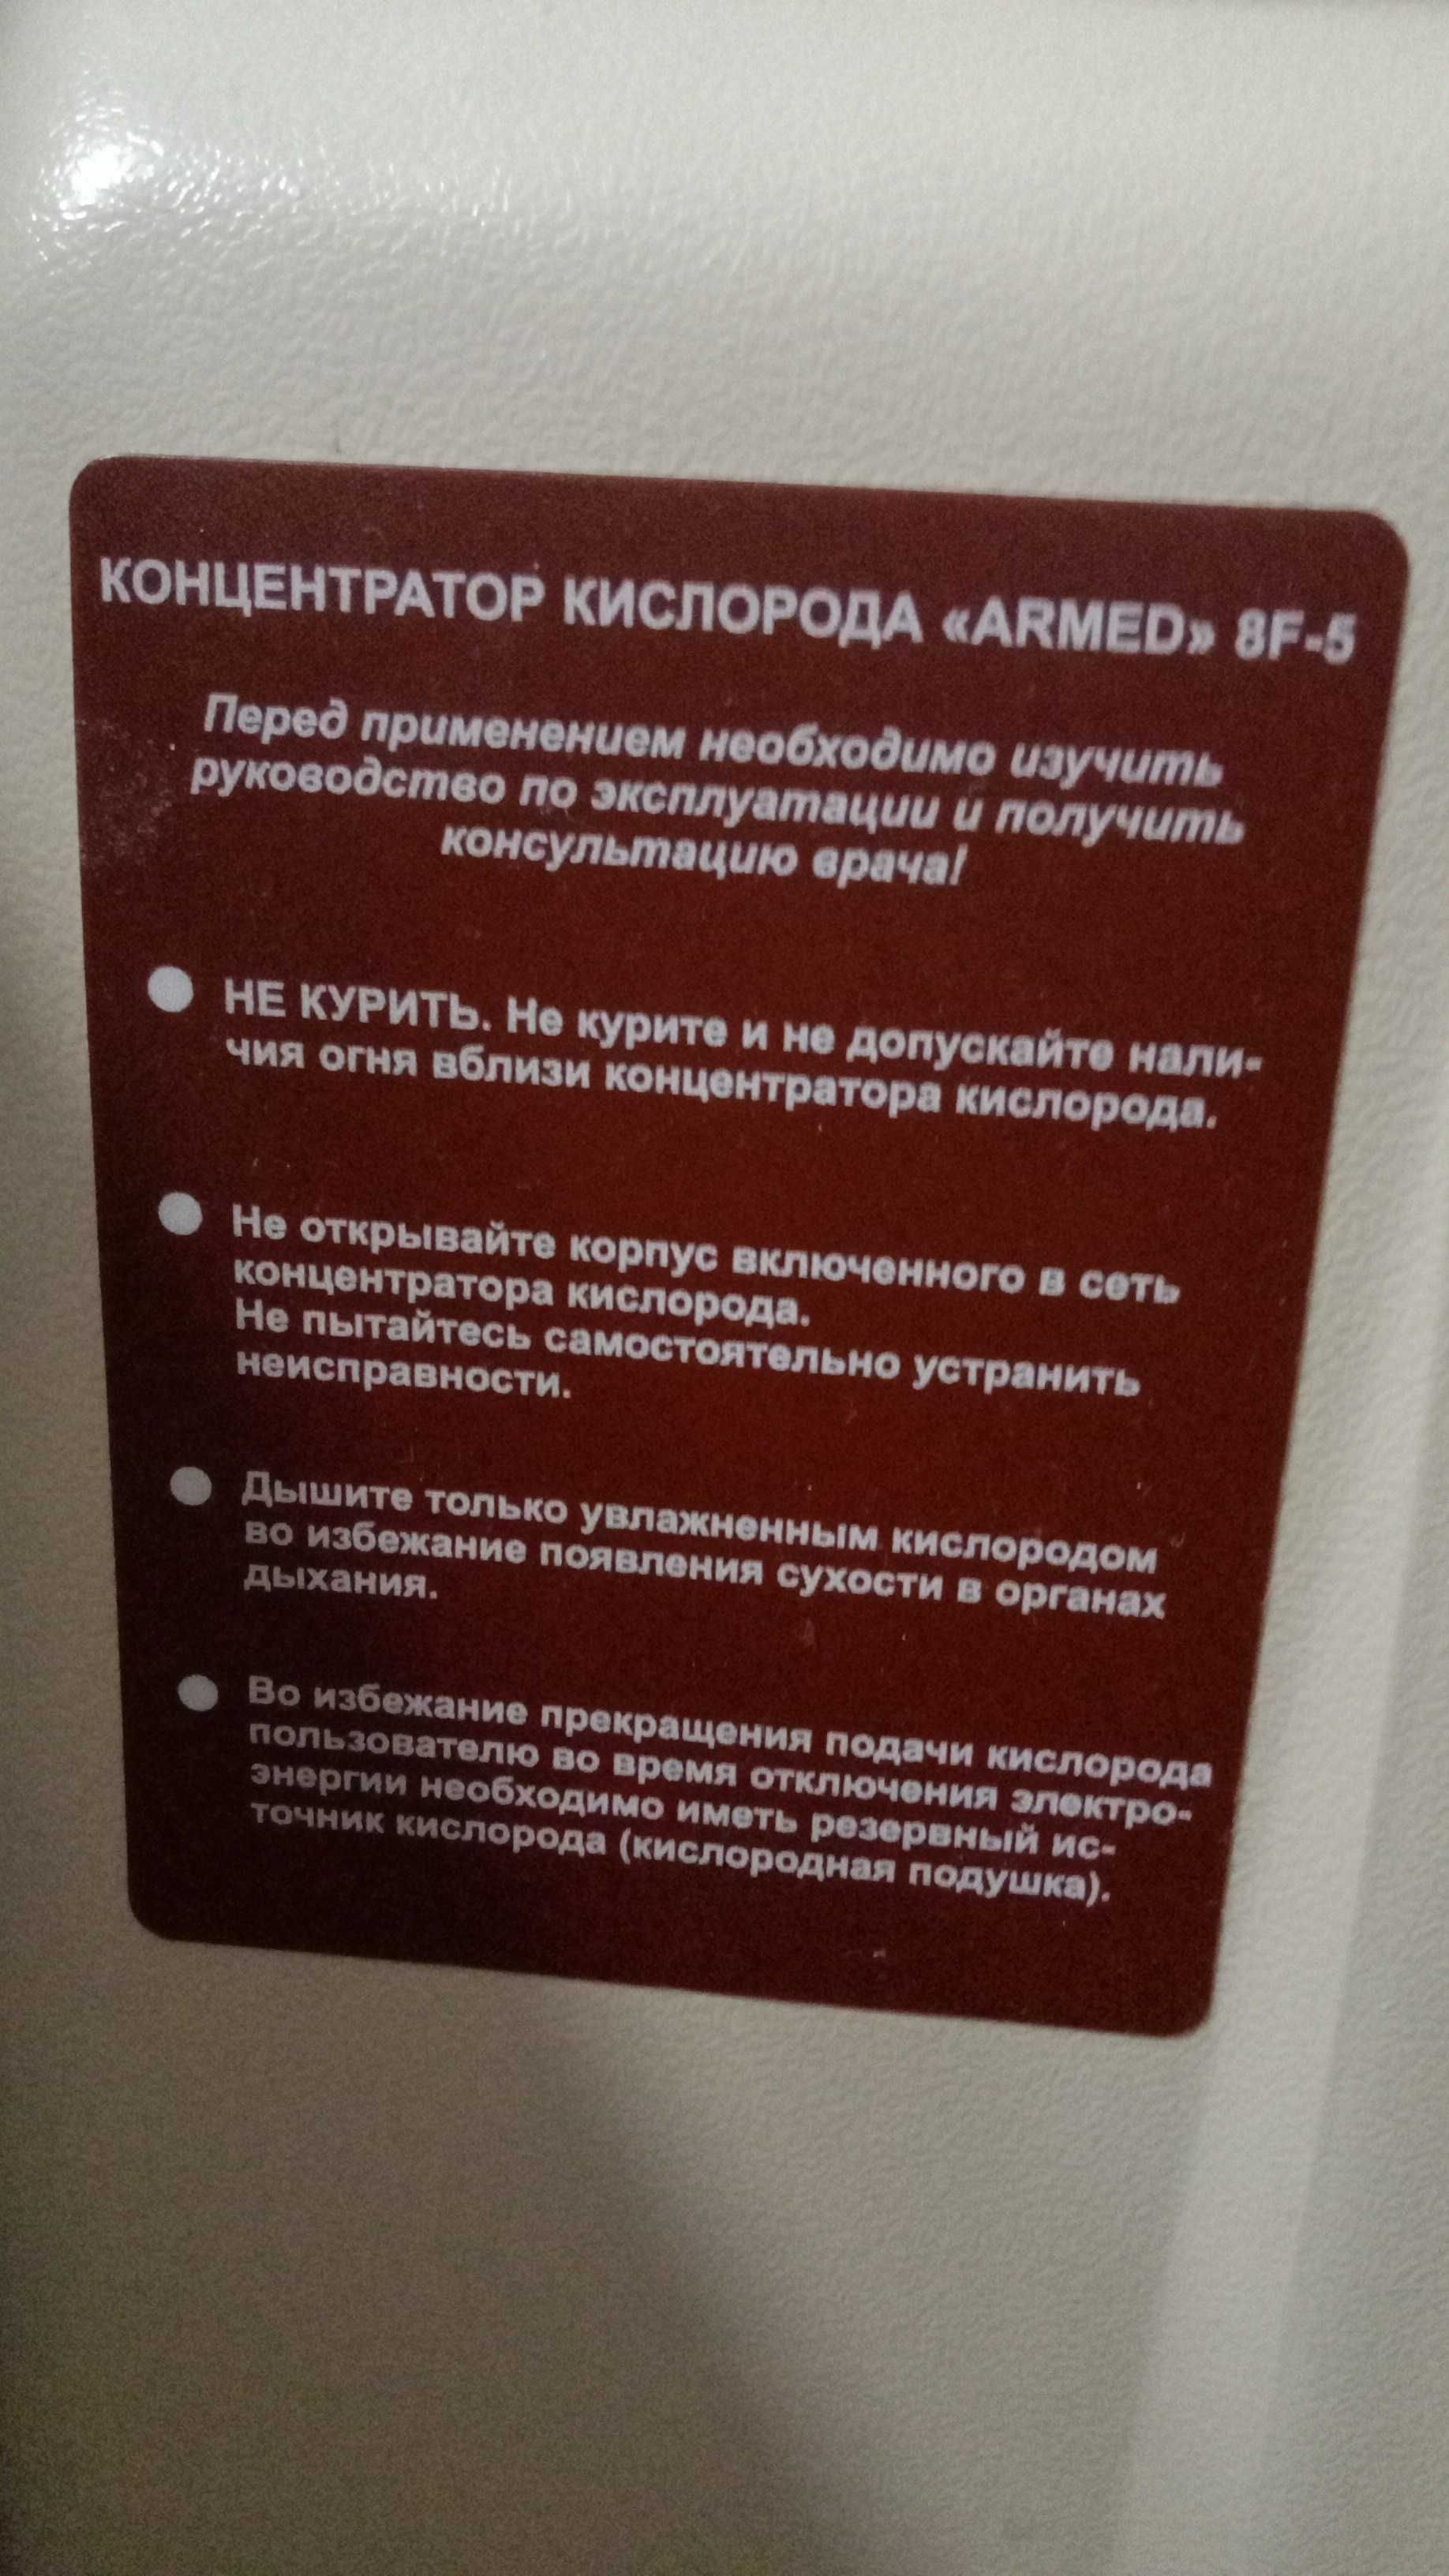 КОНЦЕНТРАТОР КИСЛОРОДА «ARMED» 8F-5
Перед применением необходимо изучить
руководство по эксплуатации и получить
консультацию врача!
НЕ КУРИТЬ. Не курите и не допускайте нали-
чия огня вблизи концентратора кислорода.
Не открывайте корпус включенного в сеть
концентратора кислорода.
Не пытайтесь самостоятельно устранить
неисправности.
Дышите только увлажненным кислородом
во избежание появления сухости в органах
дыхания.
Во избежание прекращения подачи кислорода
пользователю во время отключения электро-
энергии необходимо иметь резервный ис-
точник кислорода (кислородная подушка).